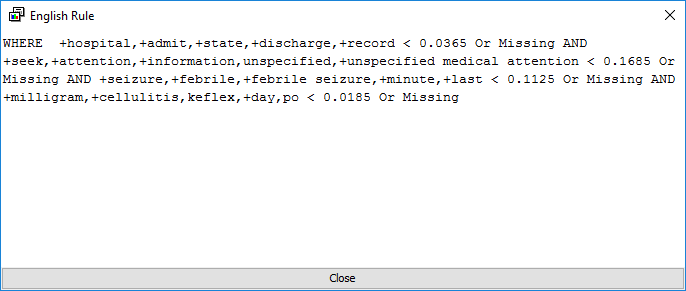 English Rule
WHERE  +hospital,+admit,+state,+discharge,+record < 0.0365 Or Missing AND
+seek,+attention,+information,unspecified,+unspecified medical attention < 0.1685 Or
Missing AND +seizure,+febrile,+febrile seizure,+minute,+last < 0.1125 Or Missing AND
+milligram,+cellulitis,keflex,+day,po < 0.0185 Or Missing
Close